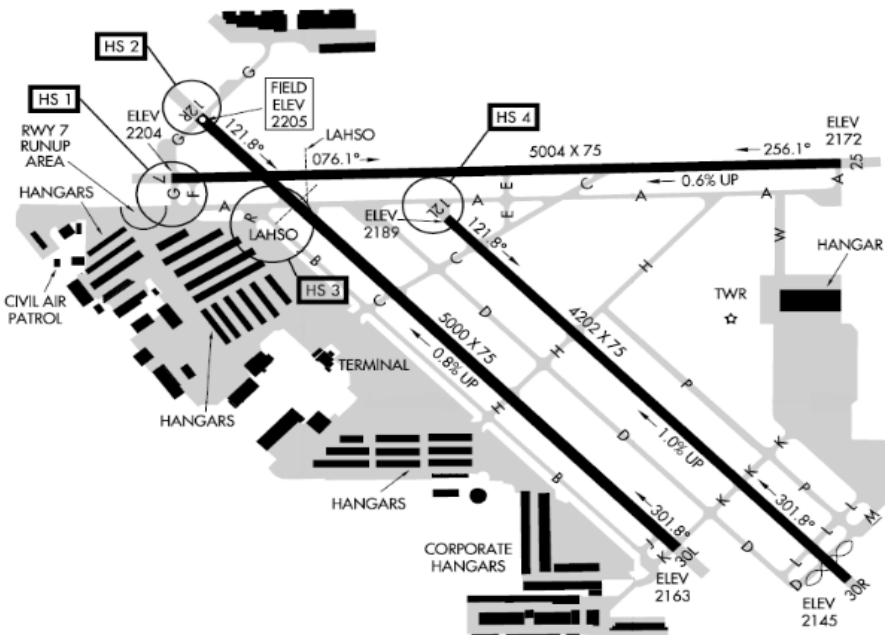 HS 2
G
HS 1
12R
FIELD
ELEV
2205
ELEV
2204
G
121.8°
LAHSO
HS 4
ELEV
2172
RWY 7
RUNUP
AREA
5004 X 75
256.1°
076.1°
25
7
0.6% UP
HANGARS
G
F
A
R
LAHSO
12L
A
E
E
C
A
A
A
ELEV
2189
121.8°
W
HANGAR
B
HS 3
C
C
H
CIVIL AIR
PATROL
TWR
D
5000 X 75
4202 X 75
0.8% UP
H
TERMINAL
HANGARS
P
H
D
1.0% UP
K
HANGARS
B
K
P
301.8°
301.8°
L
M
K
D
L
L
CORPORATE
HANGARS
K
30L
D
ELEV
2163
30R
ELEV
2145